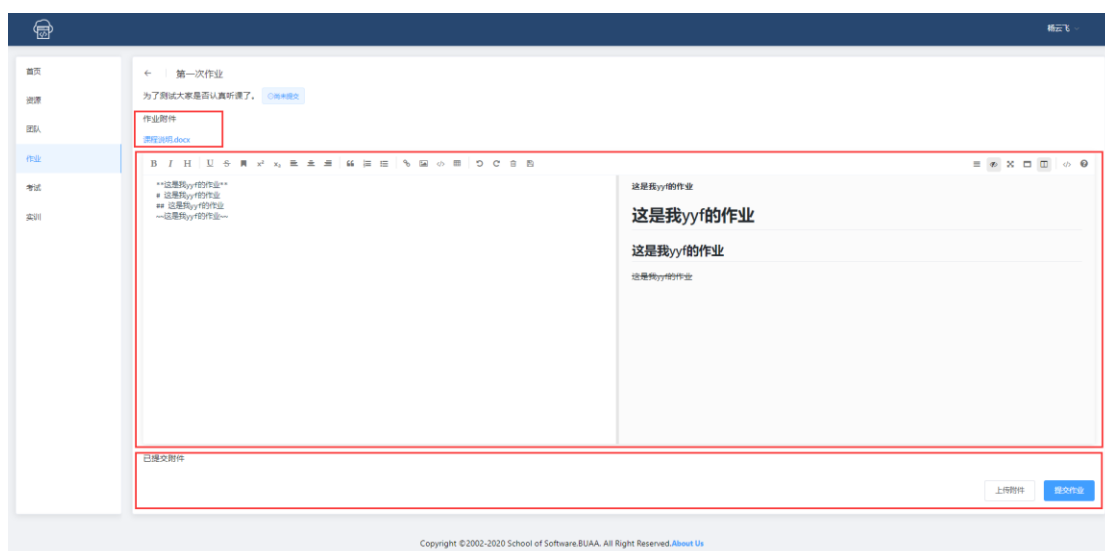 杨云飞
首页
资源
团队
作业
考试
实训
← 第一次作业
为了测试大家是否认真听课了。 尚未提交
作业附件
课程说明.docx
**这是我yyf的作业**
# 这是我yyf的作业
## 这是我yyf的作业
~~这是我yyf的作业~~
这是我yyf的作业
这是我yyf的作业
这是我yyf的作业
这是我yyf的作业
已提交附件
上传附件 提交作业
Copyright ©2002-2020 School of Software,BUAA. All Right Reserved.About Us